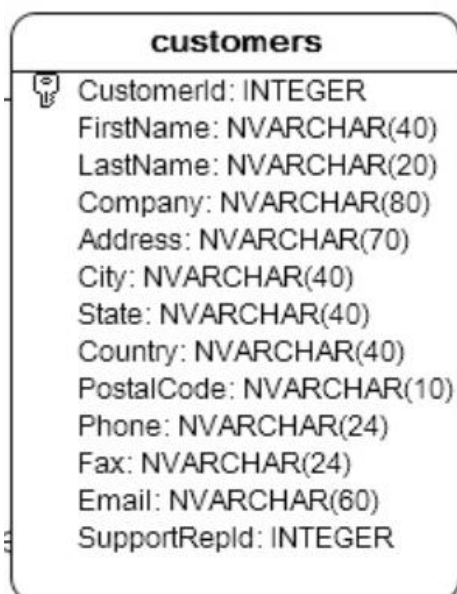 customers
CustomerId: INTEGER
FirstName: NVARCHAR(40)
LastName: NVARCHAR(20)
Company: NVARCHAR(80)
Address: NVARCHAR(70)
City: NVARCHAR(40)
State: NVARCHAR(40)
Country: NVARCHAR(40)
PostalCode: NVARCHAR(10)
Phone: NVARCHAR(24)
Fax: NVARCHAR(24)
Email: NVARCHAR(60)
SupportRepId: INTEGER